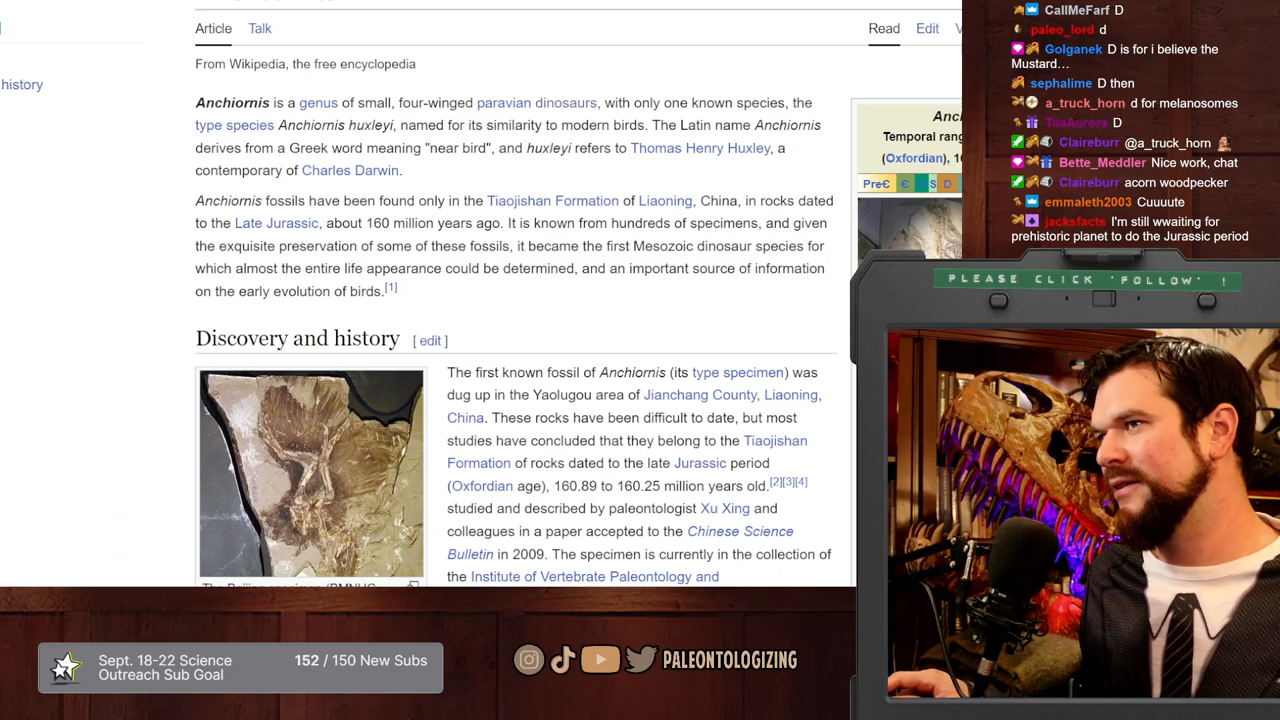 Article Talk
Read Edit V
From Wikipedia, the free encyclopedia
history
Anchiornis is a genus of small, four-winged paravian dinosaurs, with only one known species, the
type species Anchiornis huxleyi, named for its similarity to modern birds. The Latin name Anchiornis
derives from a Greek word meaning "near bird", and huxleyi refers to Thomas Henry Huxley, a
contemporary of Charles Darwin.
Anchiornis fossils have been found only in the Tiaojishan Formation of Liaoning, China, in rocks dated
to the Late Jurassic, about 160 million years ago. It is known from hundreds of specimens, and given
the exquisite preservation of some of these fossils, it became the first Mesozoic dinosaur species for
which almost the entire life appearance could be determined, and an important source of information
on the early evolution of birds.[1]
Discovery and history [ edit ]
The first known fossil of Anchiornis (its type specimen) was
dug up in the Yaolugou area of Jianchang County, Liaoning,
China. These rocks have been difficult to date, but most
studies have concluded that they belong to the Tiaojishan
Formation of rocks dated to the late Jurassic period
(Oxfordian age), 160.89 to 160.25 million years old.[2][3][4]
studied and described by paleontologist Xu Xing and
colleagues in a paper accepted to the Chinese Science
Bulletin in 2009. The specimen is currently in the collection of
the Institute of Vertebrate Paleontology and
Anc
Temporal rang
(Oxfordian), 16
PreЄ Є S D
CallMeFarf D
paleo_lord d
Golganek D is for i believe the
Mustard…
sephalime D then
a_truck_horn d for melanosomes
TiiaAurora D
Claireburr @a_truck_horn
Bette_Meddler Nice work, chat
Claireburr acorn woodpecker
emmaleth2003 Cuuuute
jacksfacts I'm still wwaiting for
prehistoric planet to do the Jurassic period
PLEASE CLICK 'FOLLOW' !
Sept. 18-22 Science 152 / 150 New Subs
Outreach Sub Goal
PALEONTOLOGIZING